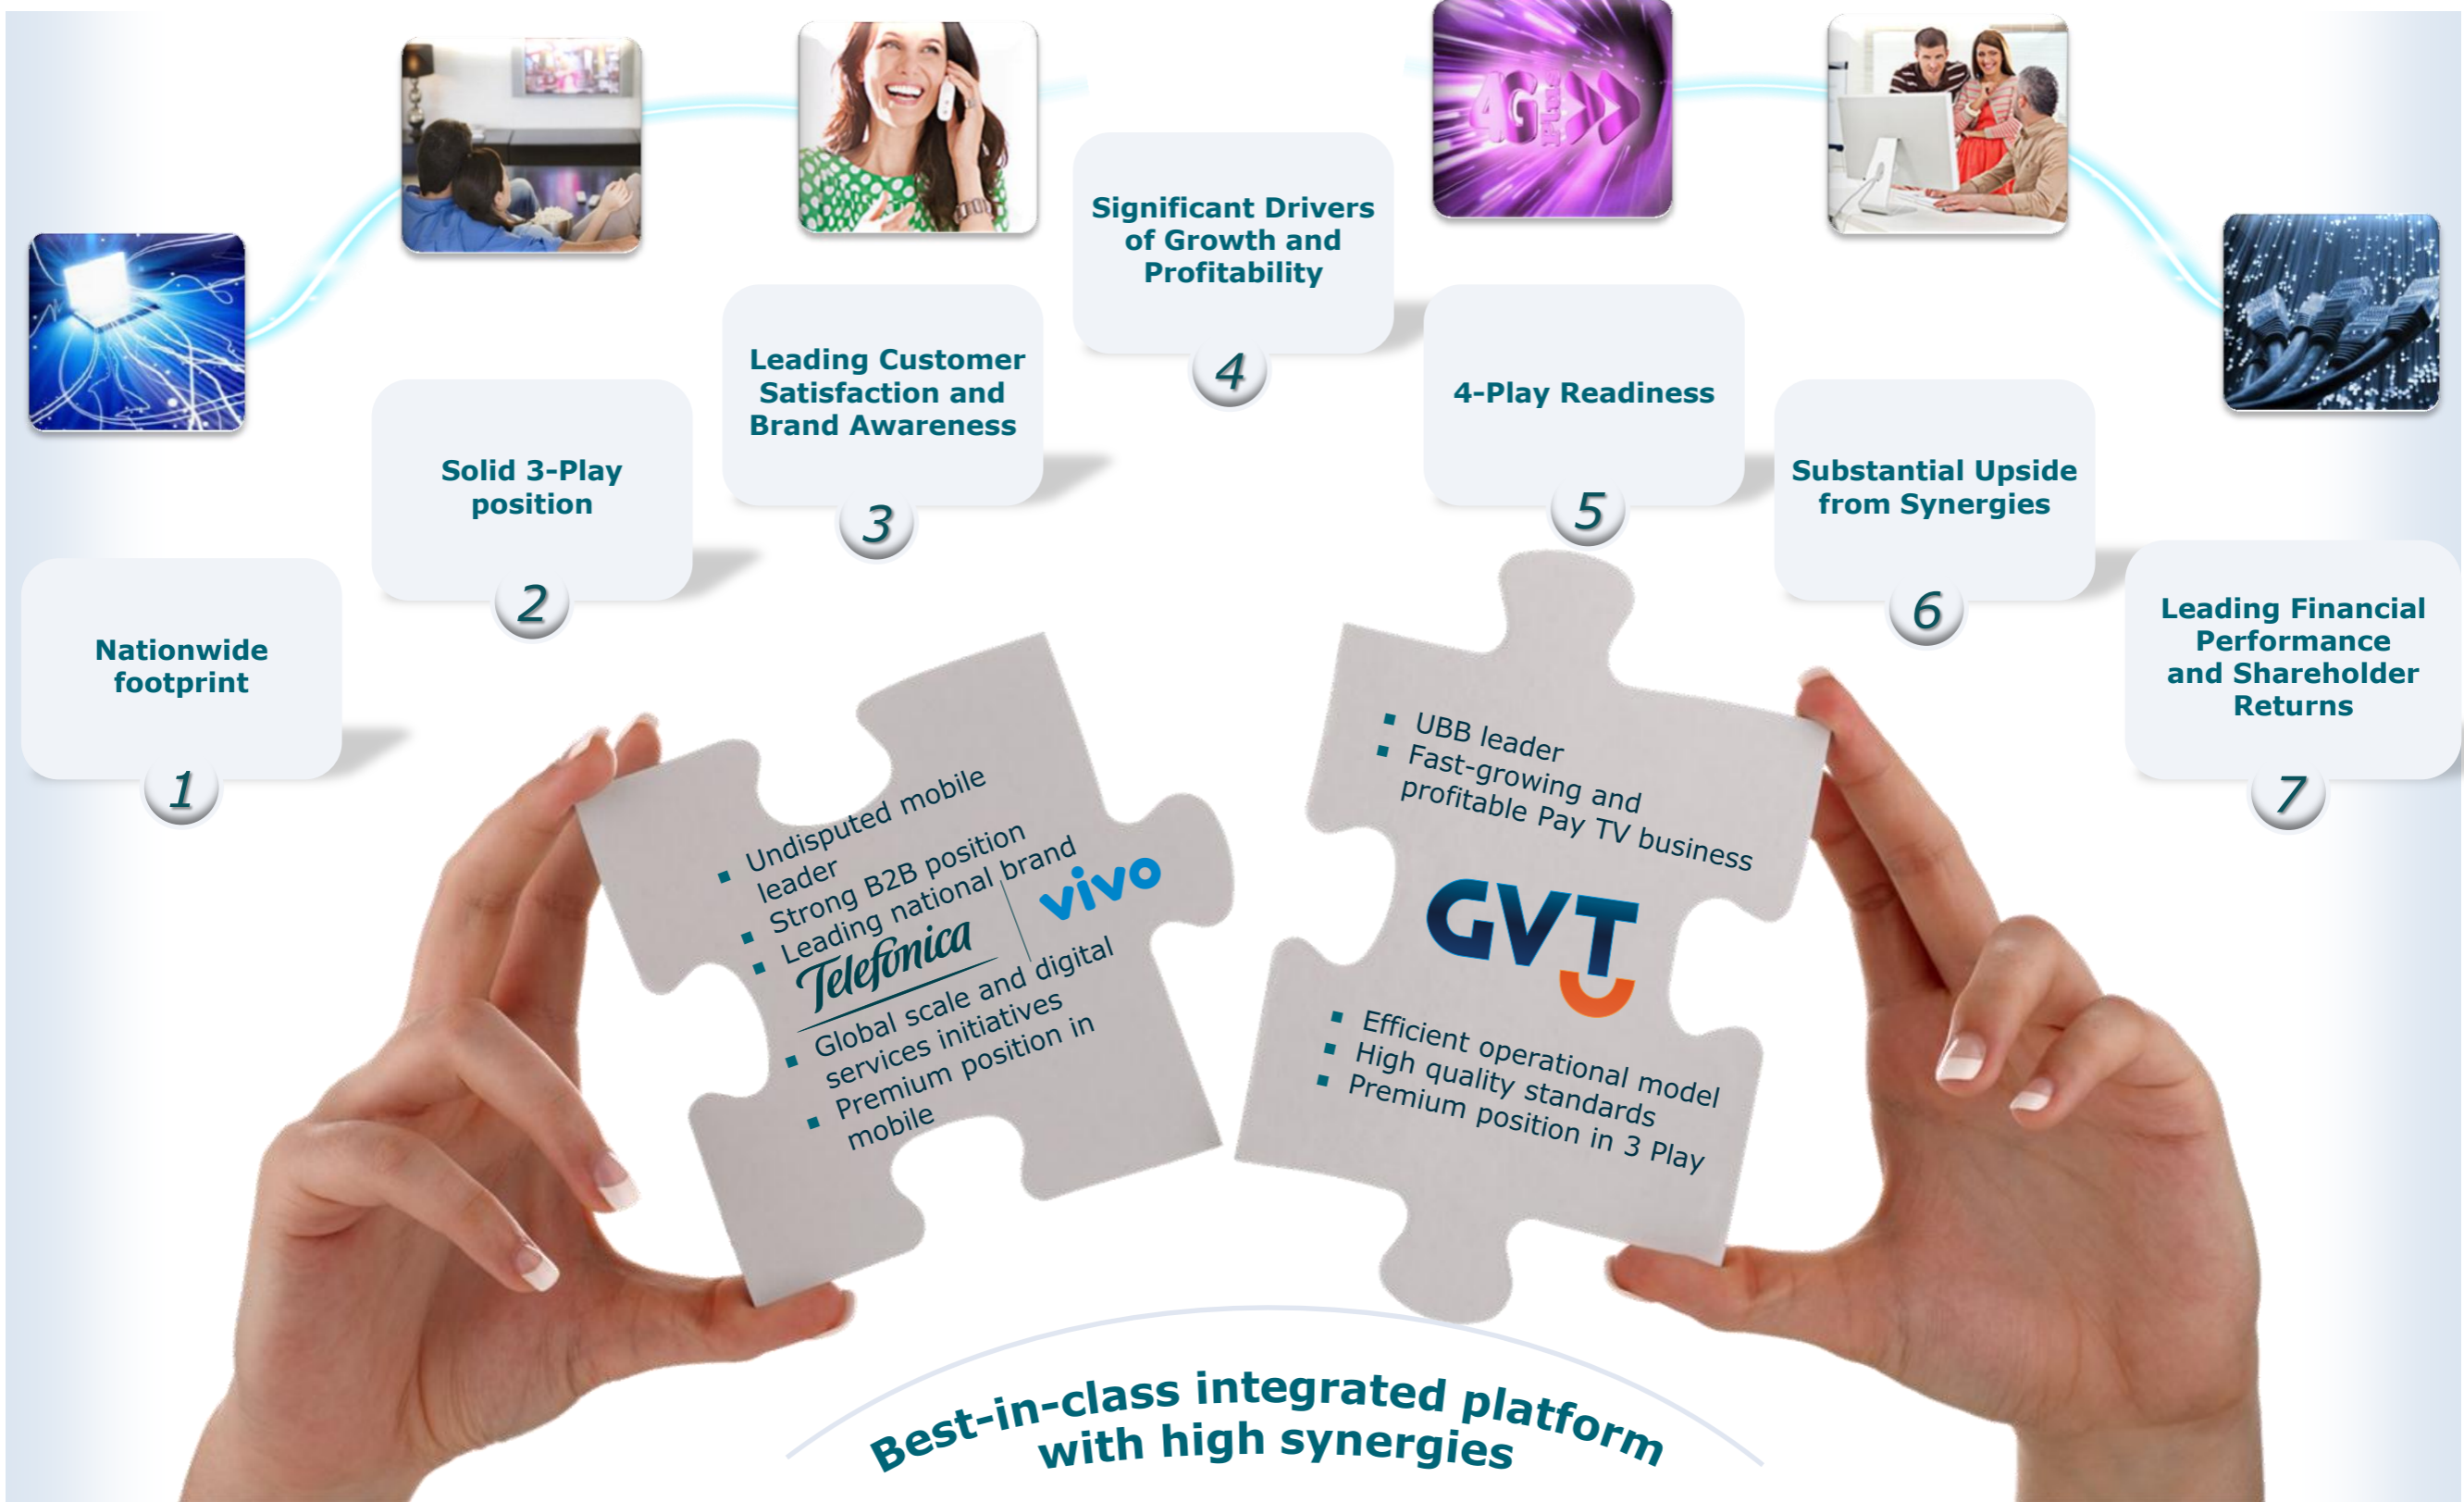 4G Plus
Significant Drivers
of Growth and
Profitability
4
Leading Customer
Satisfaction and
Brand Awareness
3
4-Play Readiness
5
Solid 3-Play
position
2
Substantial Upside
from Synergies
6
Nationwide
footprint
1
Leading Financial
Performance
and Shareholder
Returns
7
▪ Undisputed mobile
leader
▪ Strong B2B position
▪ Leading national brand
Telefónica
vivo
▪ Global scale and digital
services initiatives
▪ Premium position in
mobile
▪ UBB leader
▪ Fast-growing and
profitable Pay TV business
GVT
▪ Efficient operational model
▪ High quality standards
▪ Premium position in 3 Play
Best-in-class integrated platform
with high synergies